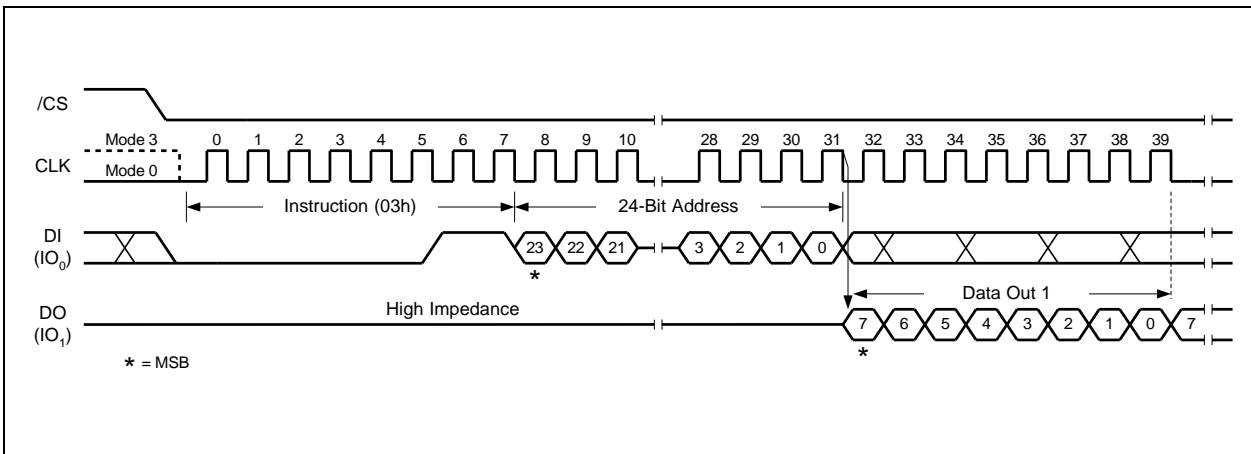 /CS
Mode 3 0 1 2 3 4 5 6 7 8 9 10 28 29 30 31 32 33 34 35 36 37 38 39
CLK Mode 0
Instruction (03h) 24-Bit Address
DI
(IO₀) 23 22 21 3 2 1 0
*
High Impedance Data Out 1
DO
(IO₁) 7 6 5 4 3 2 1 0 7
*
* = MSB